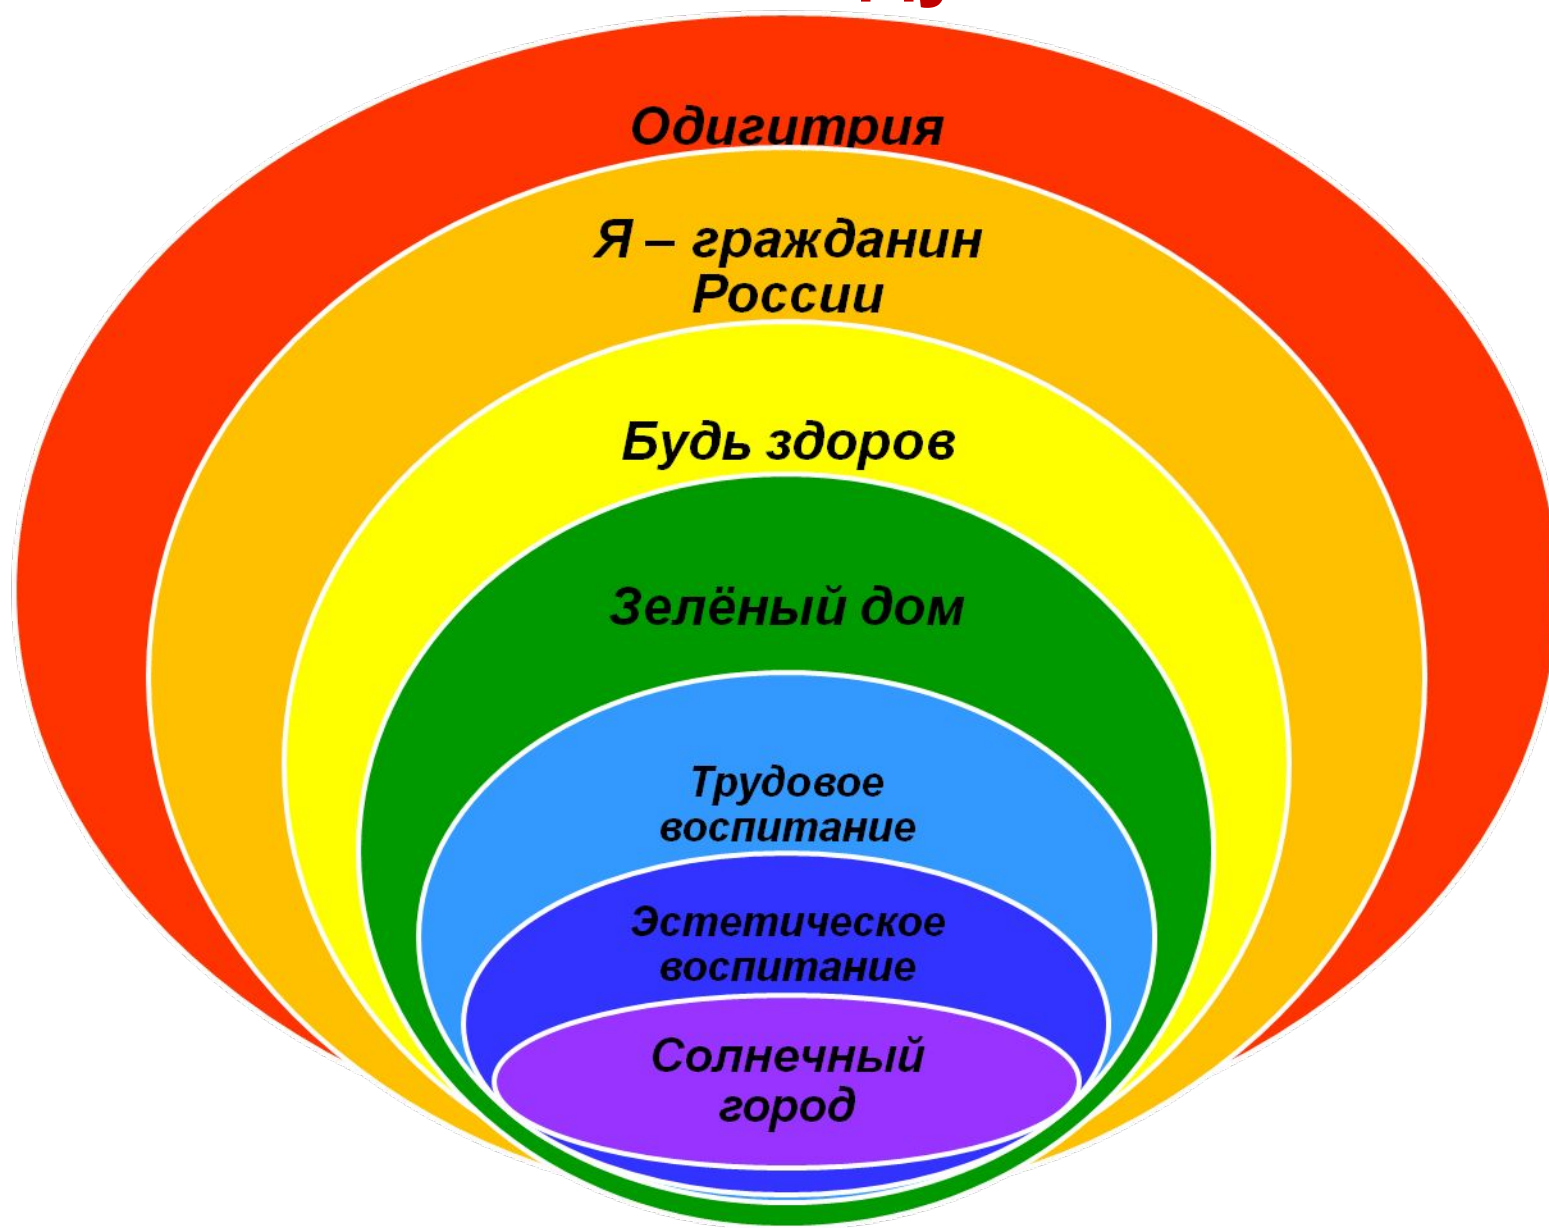 Одигитрия
Я – гражданин
России
Будь здоров
Зелёный дом
Трудовое
воспитание
Эстетическое
воспитание
Солнечный
город